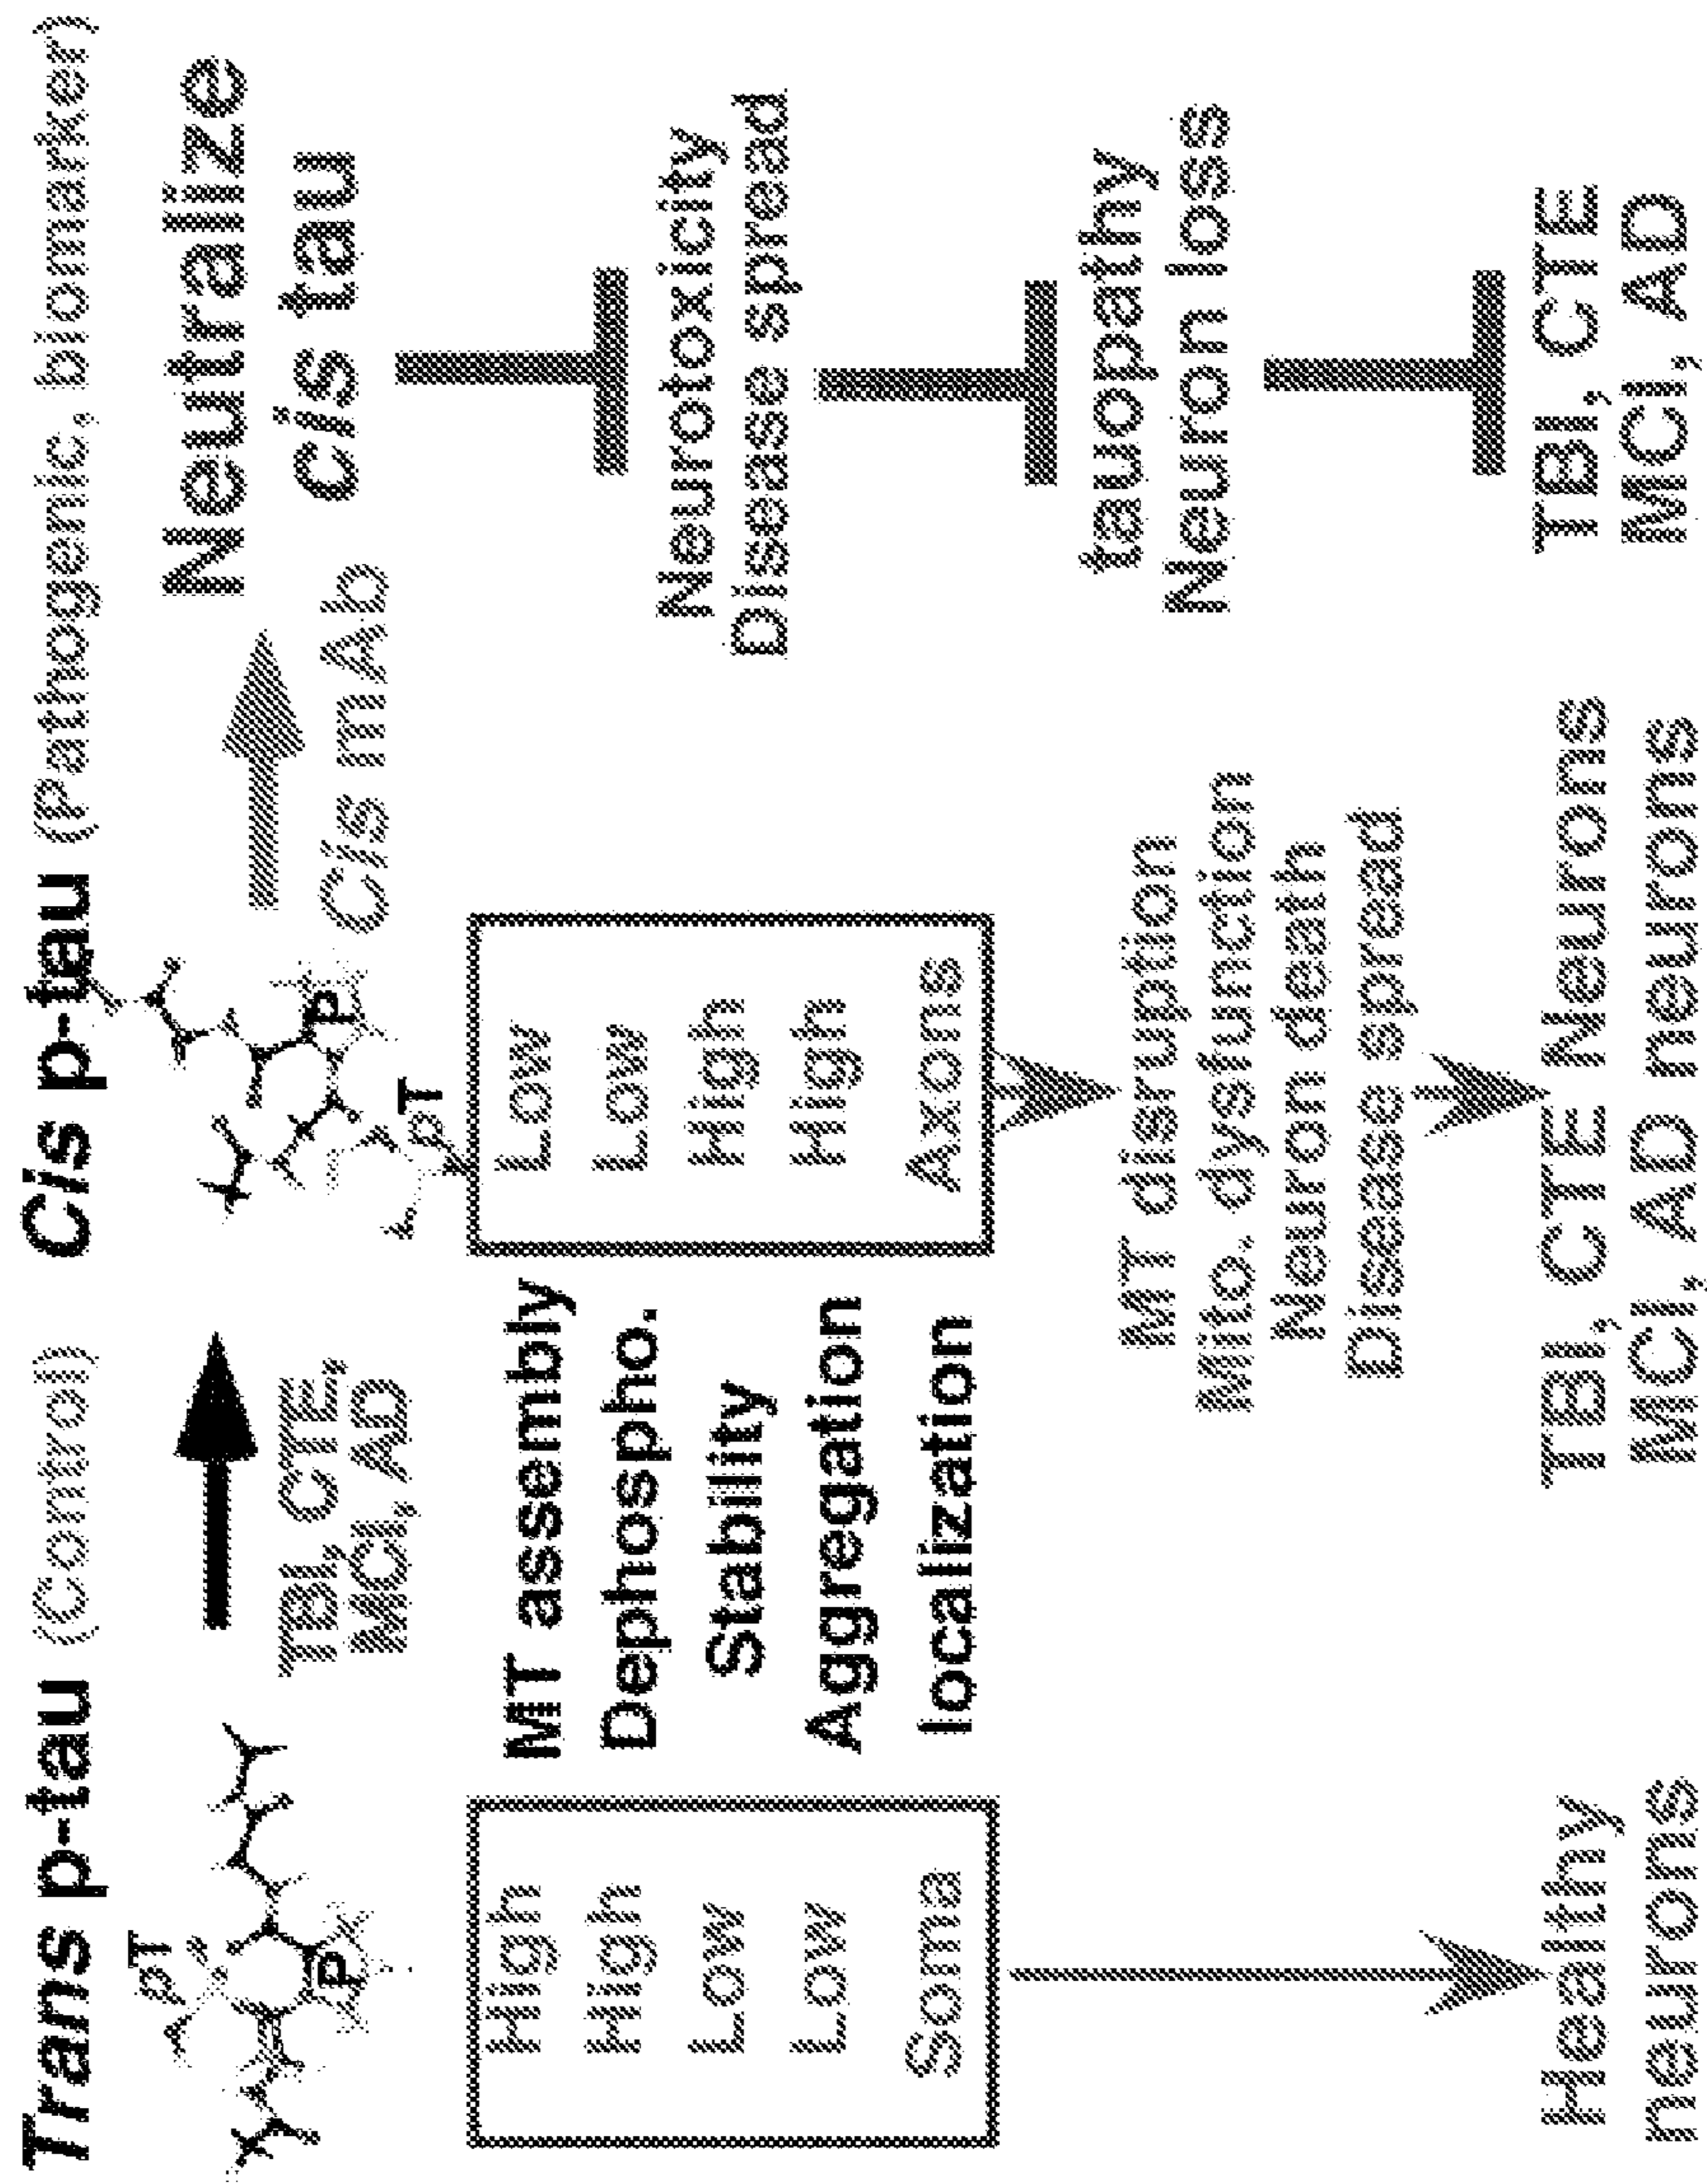 Trans p-tau (Control)
Cis p-tau (Pathogenic, biomarker)
pT
P
TBI, CTE,
MCI, AD
P
pT
Cis mAb
Neutralize
cis tau
High
High
Low
Low
Soma
MT assembly
Dephospho.
Stability
Aggregation
localization
Low
Low
High
High
Axons
Neurotoxicity
Disease spread
MT disruption
Mito. dysfunction
Neuron death
Disease spread
tauopathy
Neuron loss
Healthy
neurons
TBI, CTE Neurons
MCI, AD neurons
TBI, CTE
MCI, AD